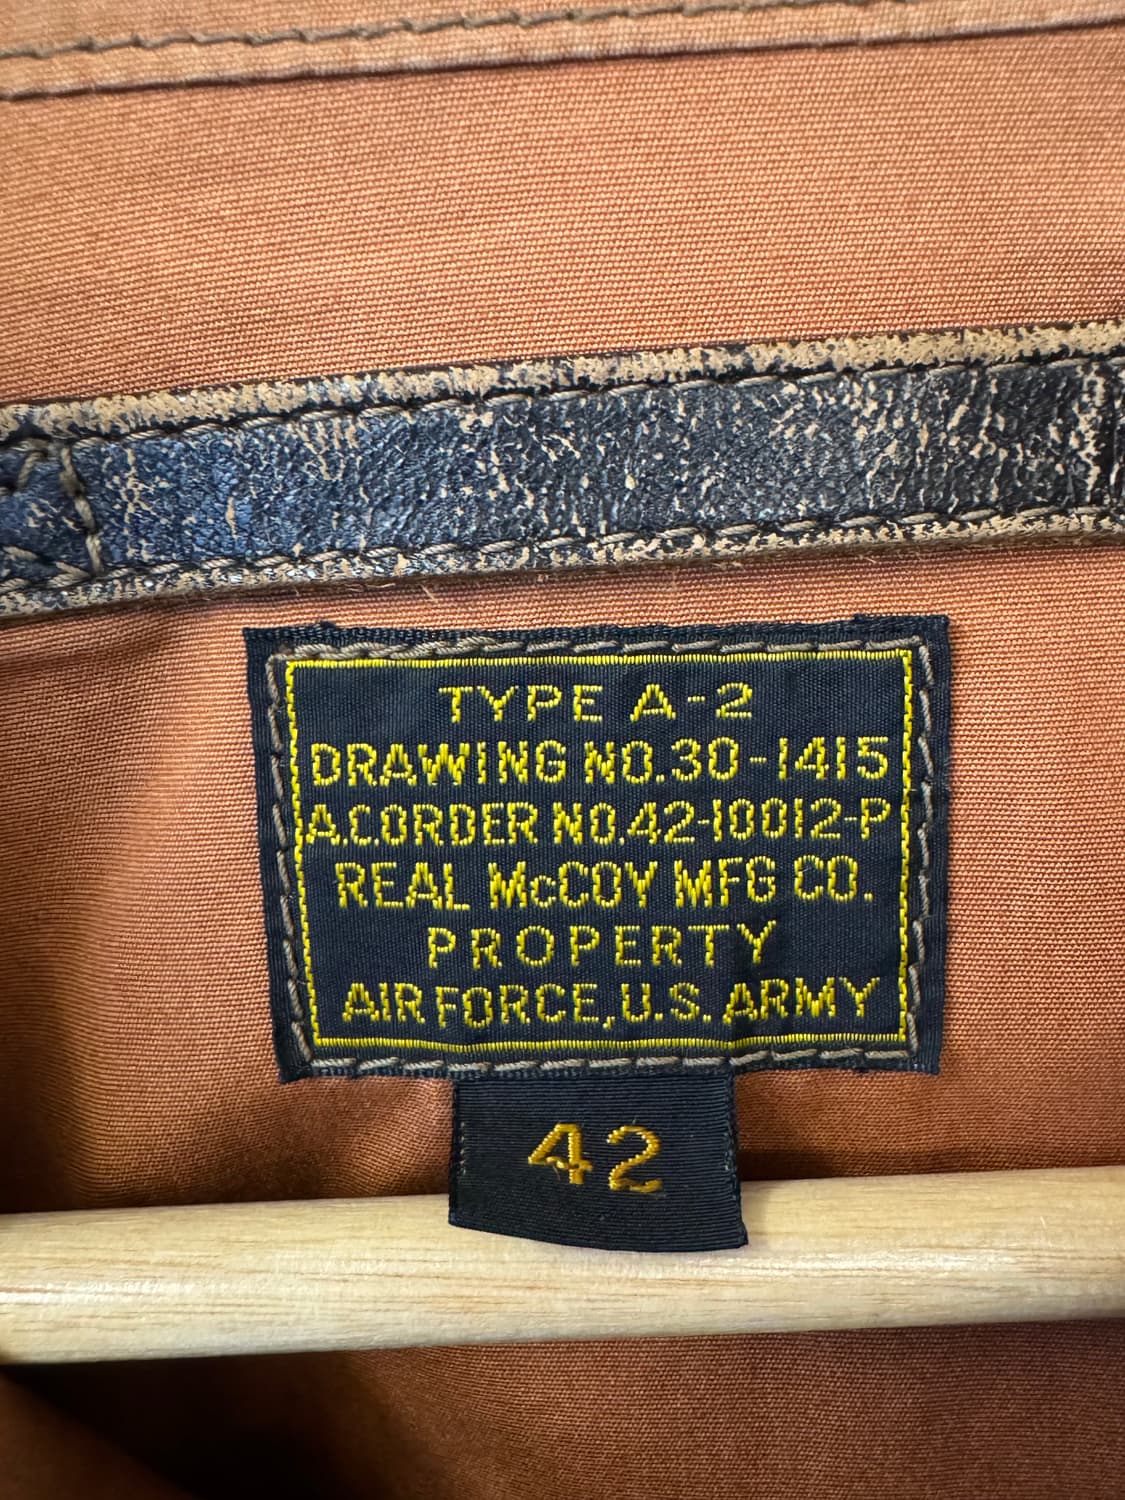 TYPE A-2
DRAWING NO.30-1415
A.C.ORDER NO.42-10012-P
REAL McCOY MFG CO.
PROPERTY
AIR FORCE, U.S. ARMY
42